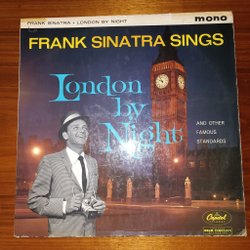 FRANK SINATRA • LONDON BY NIGHT
mono
FRANK SINATRA SINGS
London
by
Night
AND OTHER
FAMOUS
STANDARDS
Capitol